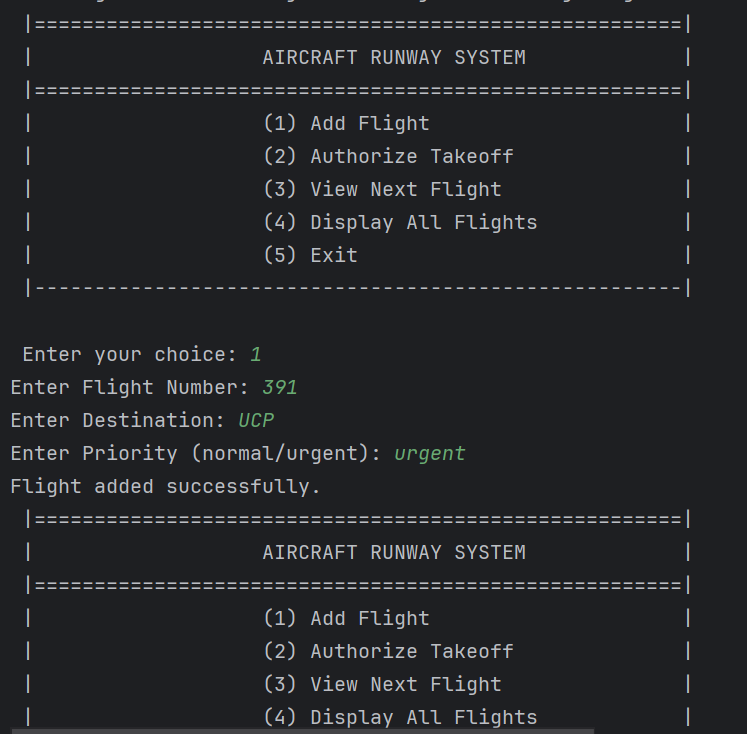 |======================================================|
|                   AIRCRAFT RUNWAY SYSTEM             |
|======================================================|
|                   (1) Add Flight                     |
|                   (2) Authorize Takeoff              |
|                   (3) View Next Flight               |
|                   (4) Display All Flights            |
|                   (5) Exit                           |
|------------------------------------------------------|
Enter your choice: 1
Enter Flight Number: 391
Enter Destination: UCP
Enter Priority (normal/urgent): urgent
Flight added successfully.
|======================================================|
|                   AIRCRAFT RUNWAY SYSTEM             |
|======================================================|
|                   (1) Add Flight                     |
|                   (2) Authorize Takeoff              |
|                   (3) View Next Flight               |
|                   (4) Display All Flights            |